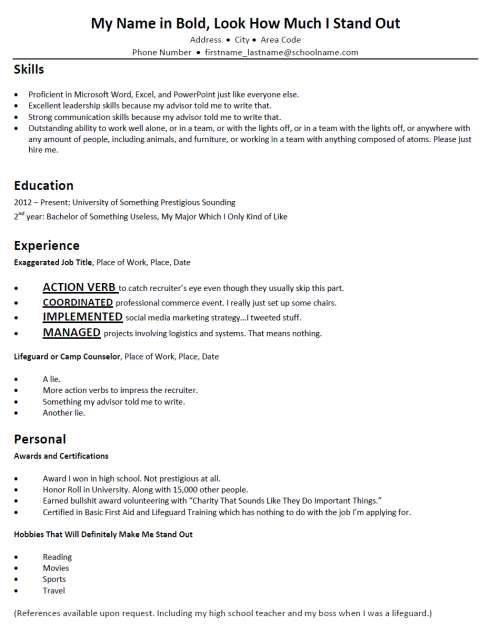 My Name in Bold, Look How Much I Stand Out
Address • City • Area Code
Phone Number • firstname_lastname@schoolname.com
Skills
• Proficient in Microsoft Word, Excel, and PowerPoint just like everyone else.
• Excellent leadership skills because my advisor told me to write that.
• Strong communication skills because my advisor told me to write that.
• Outstanding ability to work well alone, or in a team, or with the lights off, or in a team with the lights off, or anywhere with
any amount of people, including animals, and furniture, or working in a team with anything composed of atoms. Please just
hire me.
Education
2012 – Present: University of Something Prestigious Sounding
2nd year: Bachelor of Something Useless, My Major Which I Only Kind of Like
Experience
Exaggerated Job Title, Place of Work, Place, Date
• ACTION VERB to catch recruiter's eye even though they usually skip this part.
• COORDINATED professional commerce event. I really just set up some chairs.
• IMPLEMENTED social media marketing strategy...I tweeted stuff.
• MANAGED projects involving logistics and systems. That means nothing.
Lifeguard or Camp Counselor, Place of Work, Place, Date
• A lie.
• More action verbs to impress the recruiter.
• Something my advisor told me to write.
• Another lie.
Personal
Awards and Certifications
• Award I won in high school. Not prestigious at all.
• Honor Roll in University. Along with 15,000 other people.
• Earned bullshit award volunteering with "Charity That Sounds Like They Do Important Things."
• Certified in Basic First Aid and Lifeguard Training which has nothing to do with the job I'm applying for.
Hobbies That Will Definitely Make Me Stand Out
• Reading
• Movies
• Sports
• Travel
(References available upon request. Including my high school teacher and my boss when I was a lifeguard.)